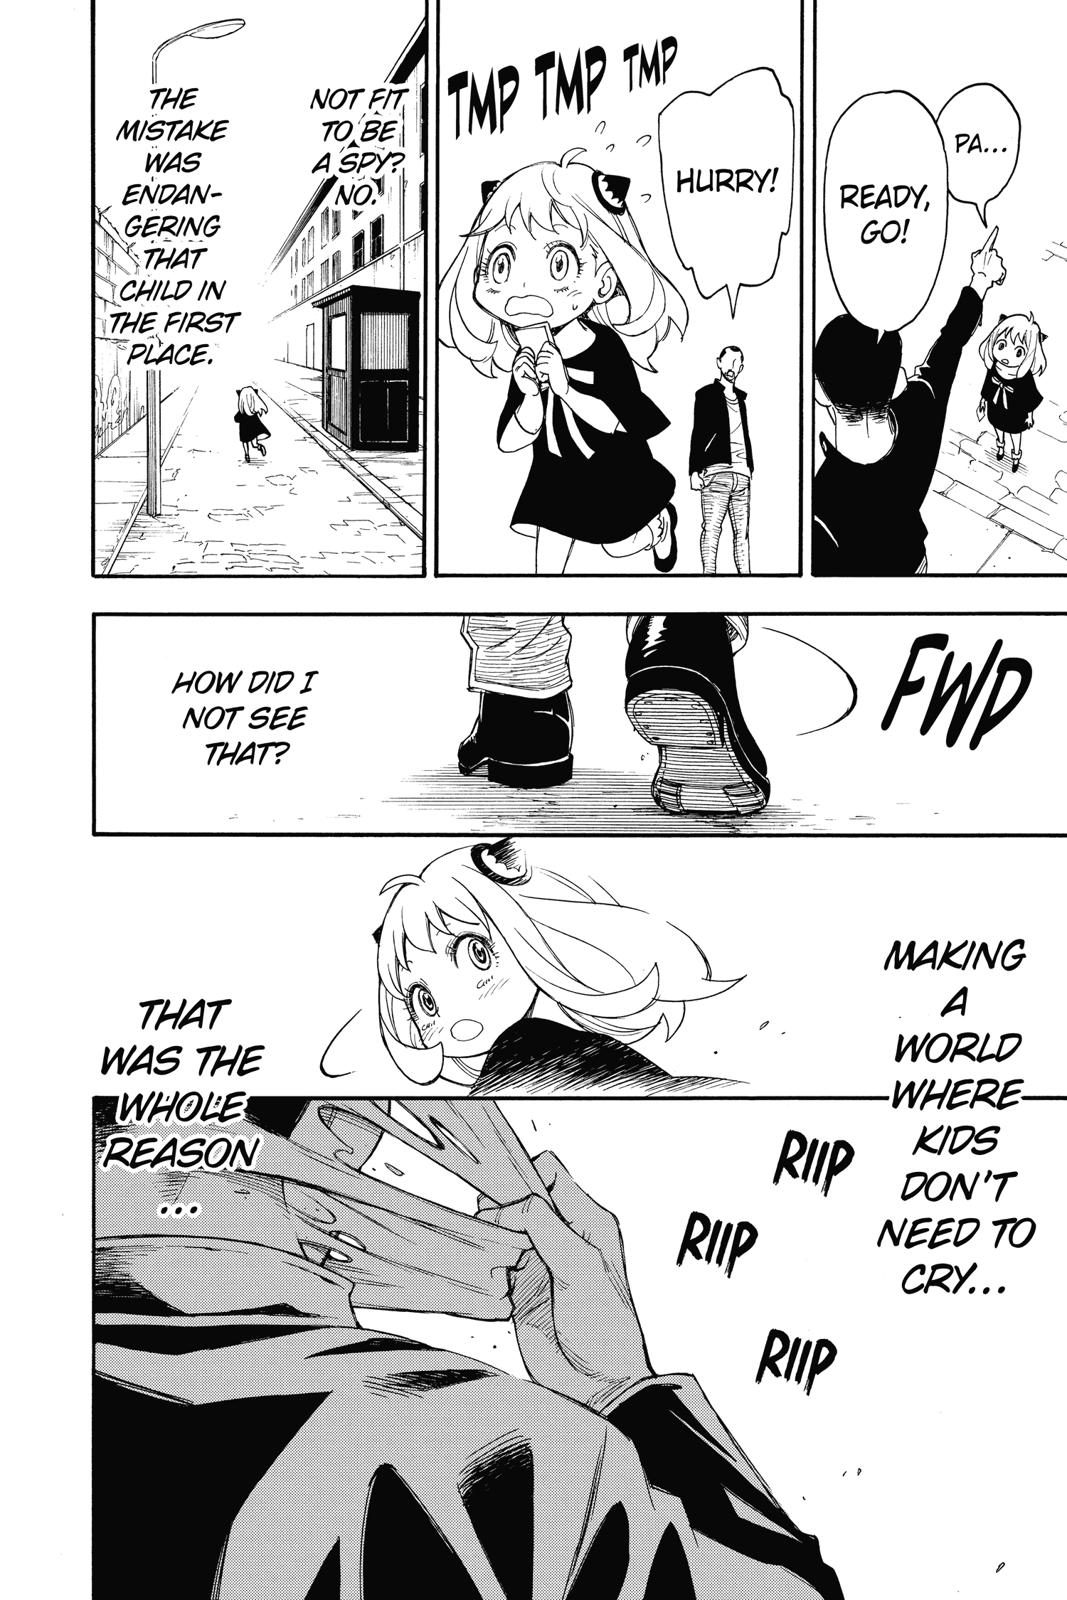 PA...
READY,
GO!
HURRY!
TMP TMP TMP
NOT FIT
TO BE
A SPY?
NO.
THE
MISTAKE
WAS
ENDAN-
GERING
THAT
CHILD IN
THE FIRST
PLACE.
FWP
HOW DID I
NOT SEE
THAT?
MAKING
A
WORLD
WHERE
KIDS
DON'T
NEED TO
CRY...
THAT
WAS THE
WHOLE
REASON
...
RIIP
RIIP
RIIP